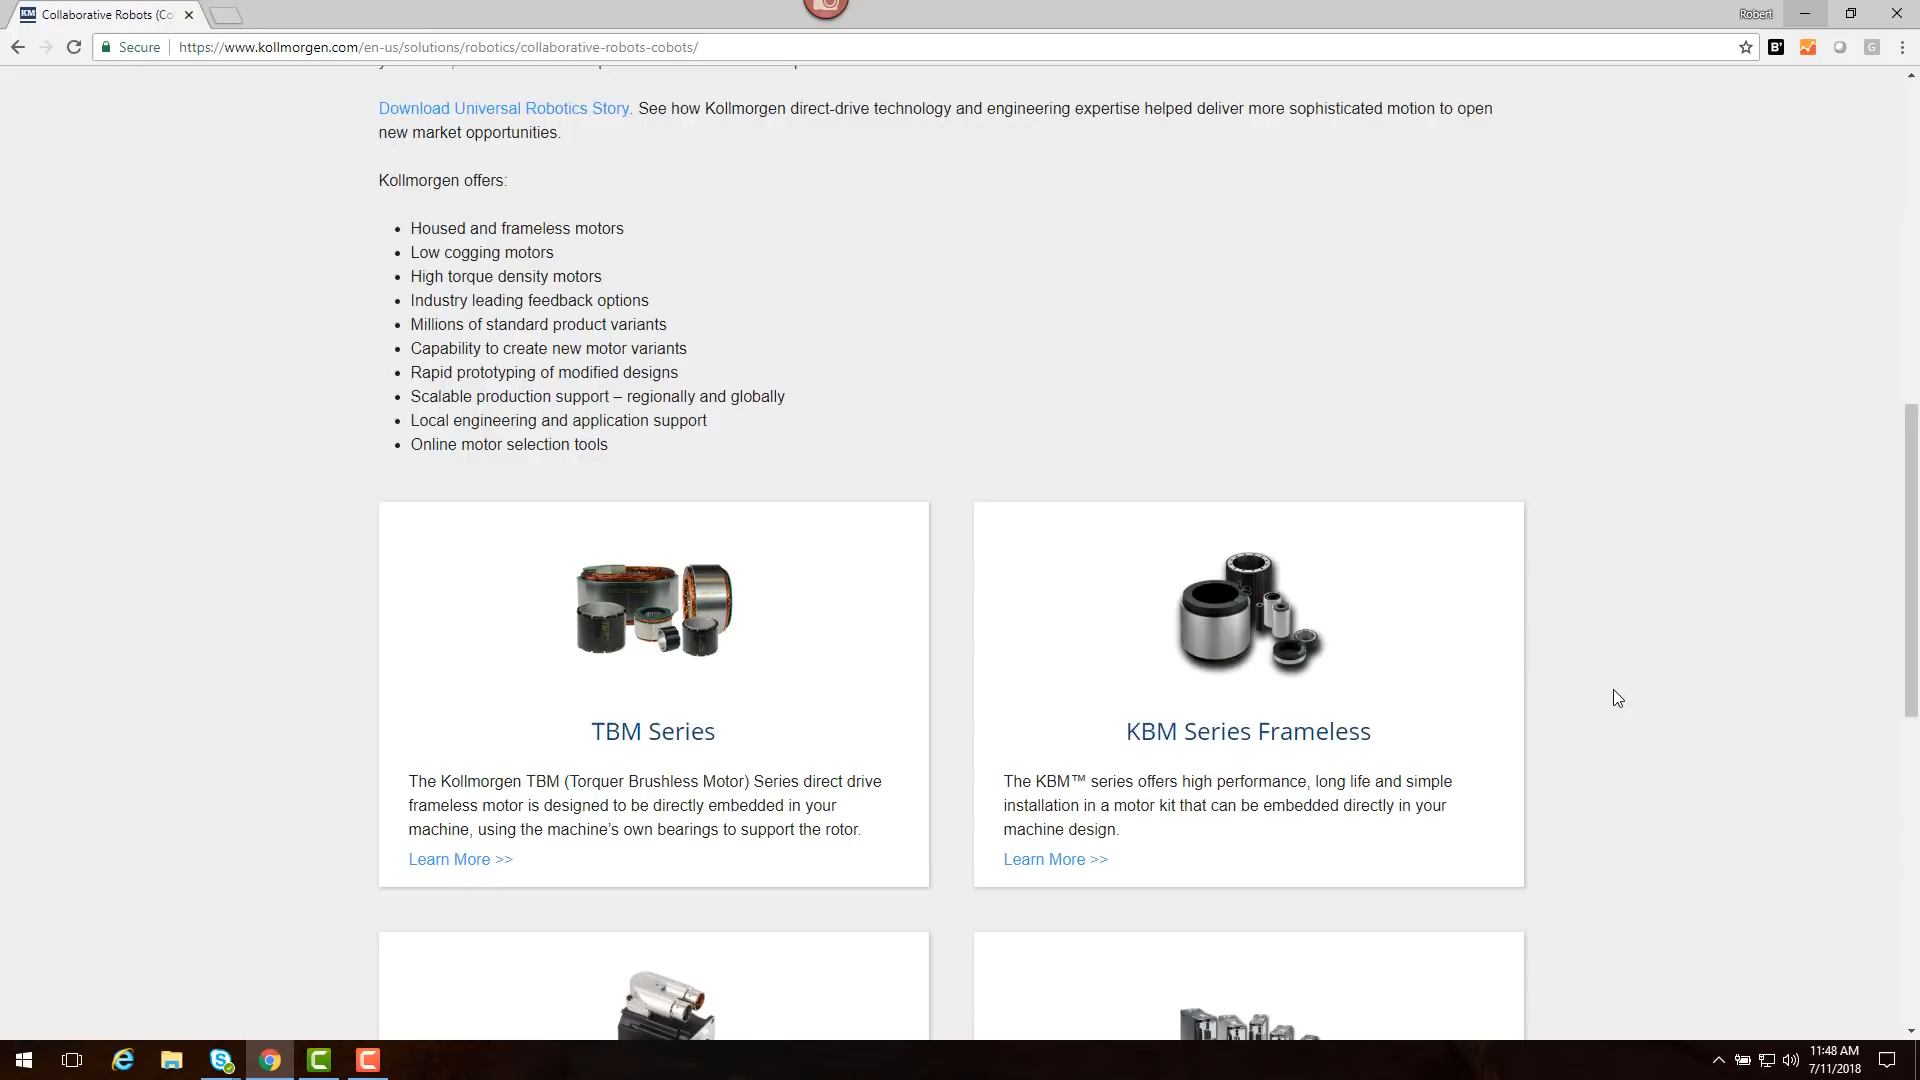 KM Collaborative Robots (Co
Robert
Secure https://www.kollmorgen.com/en-us/solutions/robotics/collaborative-robots-cobots/
Download Universal Robotics Story. See how Kollmorgen direct-drive technology and engineering expertise helped deliver more sophisticated motion to open
new market opportunities.
Kollmorgen offers:
• Housed and frameless motors
• Low cogging motors
• High torque density motors
• Industry leading feedback options
• Millions of standard product variants
• Capability to create new motor variants
• Rapid prototyping of modified designs
• Scalable production support – regionally and globally
• Local engineering and application support
• Online motor selection tools
TBM Series
The Kollmorgen TBM (Torquer Brushless Motor) Series direct drive
frameless motor is designed to be directly embedded in your
machine, using the machine’s own bearings to support the rotor.
Learn More >>
KBM Series Frameless
The KBM™ series offers high performance, long life and simple
installation in a motor kit that can be embedded directly in your
machine design.
Learn More >>
11:48 AM
7/11/2018